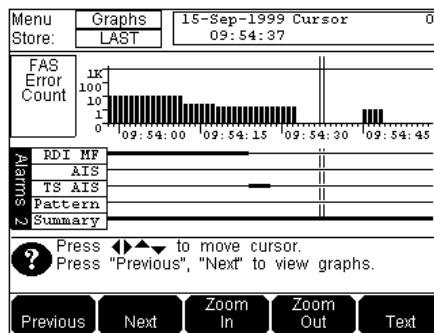 Menu Graphs 15-Sep-1999 Cursor 0
Store: LAST 09:54:37
FAS
Error
Count
1K
100
10
1
0
09:54:00 09:54:15 09:54:30 09:54:45
Alarms 2
RDI MF
AIS
TS AIS
Pattern
Summary
? Press ◀▶▲▼ to move cursor.
Press "Previous", "Next" to view graphs.
Previous Next Zoom In Zoom Out Text